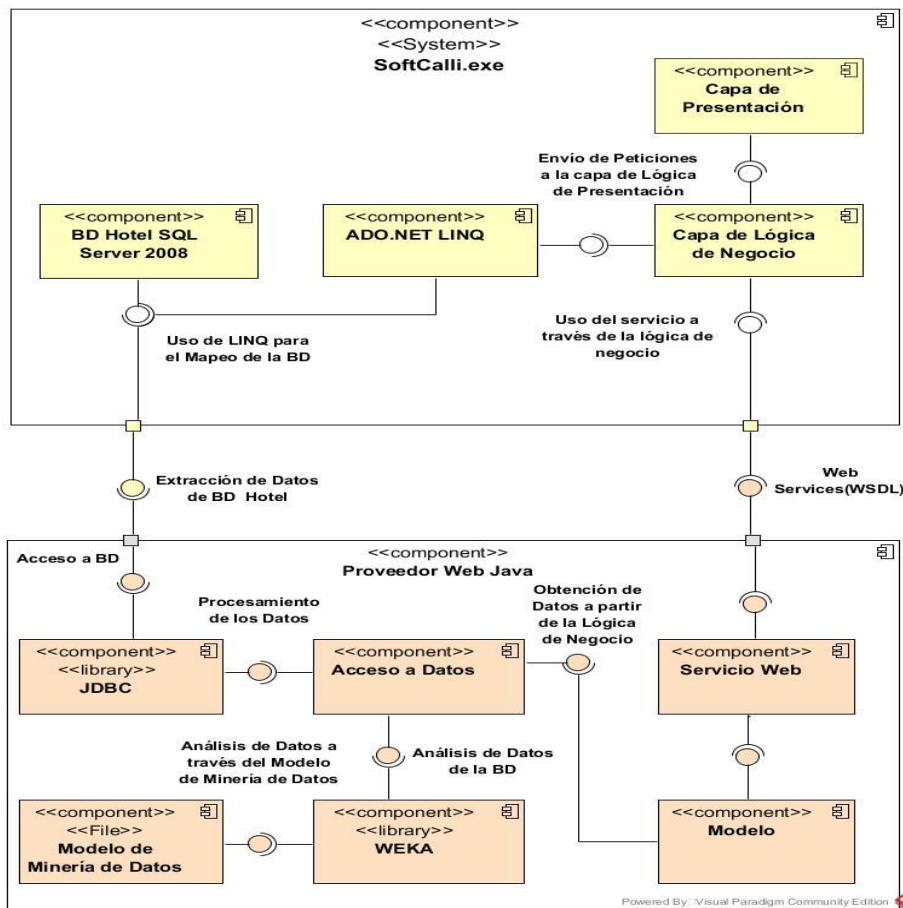 <<component>>
<<System>>
SoftCalli.exe
<<component>>
Capa de
Presentación
Envío de Peticiones
a la capa de Lógica
de Presentación
<<component>>
BD Hotel SQL
Server 2008
<<component>>
ADO.NET LINQ
<<component>>
Capa de Lógica
de Negocio
Uso de LINQ para
el Mapeo de la BD
Uso del servicio a
través de la lógica de
negocio
Extracción de Datos
de BD Hotel
Web
Services(WSDL)
Acceso a BD
<<component>>
Proveedor Web Java
Procesamiento
de los Datos
Obtención de
Datos a partir
de la Lógica
de Negocio
<<component>>
<<library>>
JDBC
<<component>>
Acceso a Datos
<<component>>
Servicio Web
Análisis de Datos a
través del Modelo
de Minería de Datos
Análisis de Datos
de la BD
<<component>>
<<File>>
Modelo de
Minería de Datos
<<component>>
<<library>>
WEKA
<<component>>
Modelo
Powered By Visual Paradigm Community Edition